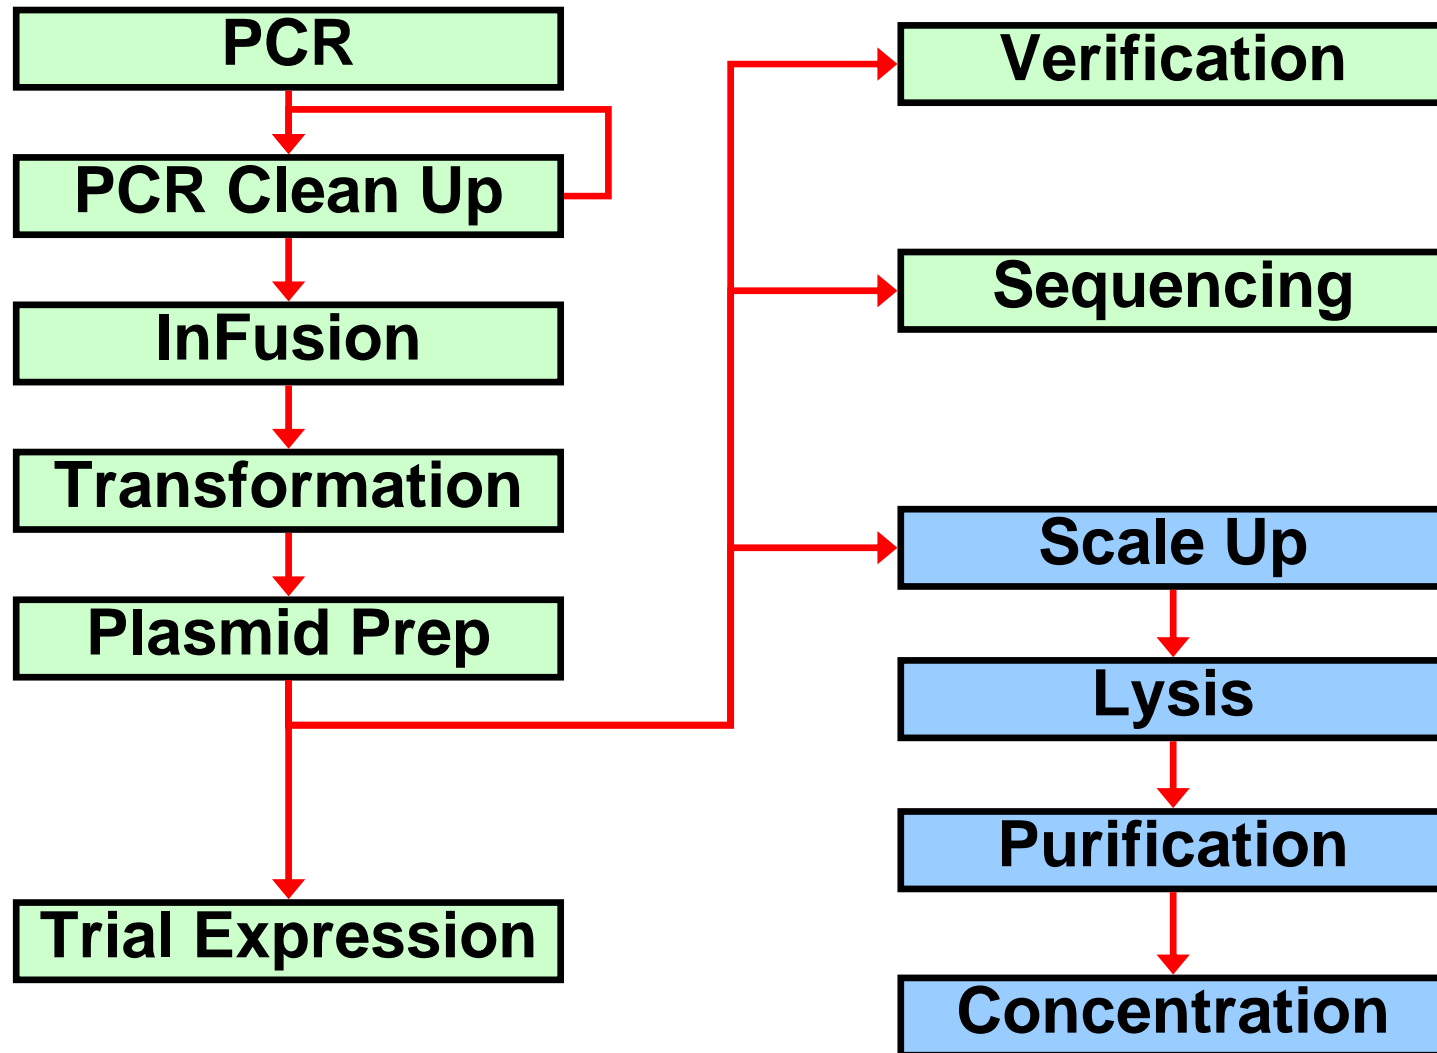 PCR
PCR Clean Up
InFusion
Transformation
Plasmid Prep
Trial Expression
Verification
Sequencing
Scale Up
Lysis
Purification
Concentration